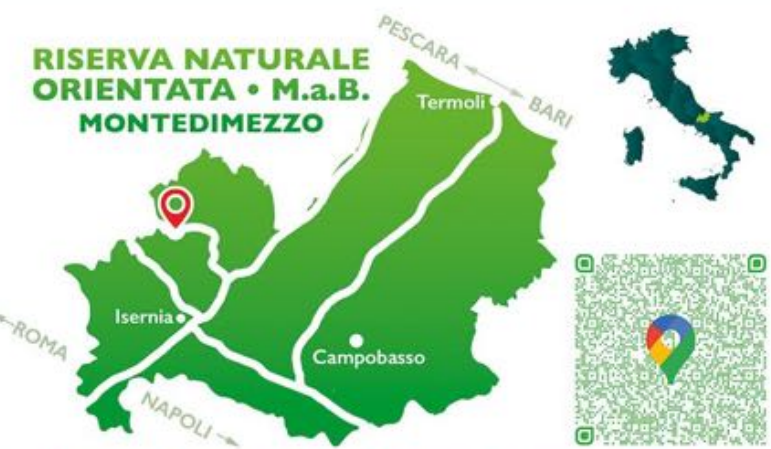 RISERVA NATURALE
ORIENTATA • M.a.B.
MONTEDIMEZZO
PESCARA
BARI
Termoli
Isernia
Campobasso
ROMA
NAPOLI